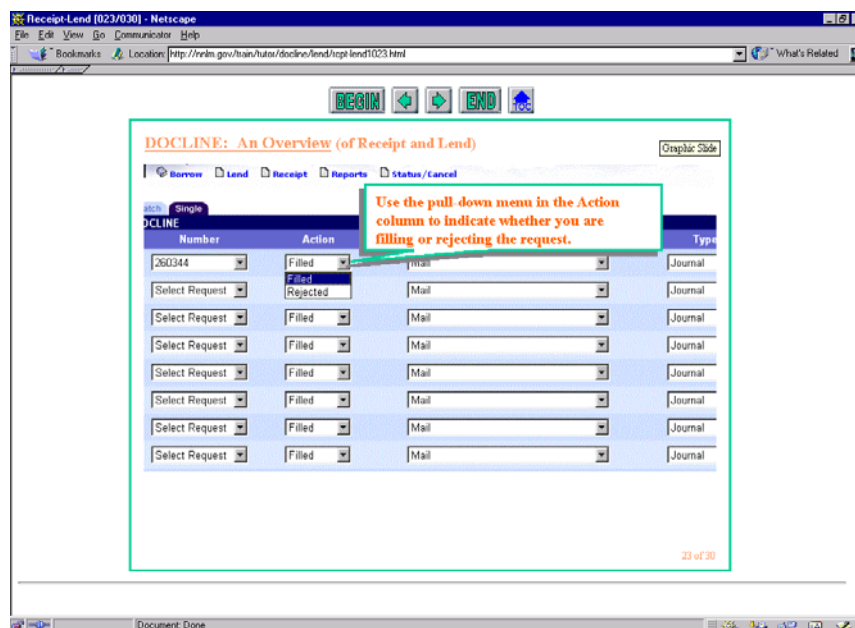 Receipt-Lend [023/030] - Netscape
File Edit View Go Communicator Help
Bookmarks Location: http://nnlm.gov/train/tutor/docline/lend/rcpt-lend1023.html What's Related
BEGIN END TOC
DOCLINE: An Overview (of Receipt and Lend)
Graphic Slide
Borrow Lend Receipt Reports Status/Cancel
atch Single
OCLINE
Use the pull-down menu in the Action
column to indicate whether you are
filling or rejecting the request.
Number Action Type
260344 Filled Mail Journal
Filled
Rejected
Select Request Mail Journal
Select Request Filled Mail Journal
Select Request Filled Mail Journal
Select Request Filled Mail Journal
Select Request Filled Mail Journal
Select Request Filled Mail Journal
Select Request Filled Mail Journal
23 of 30
Document: Done